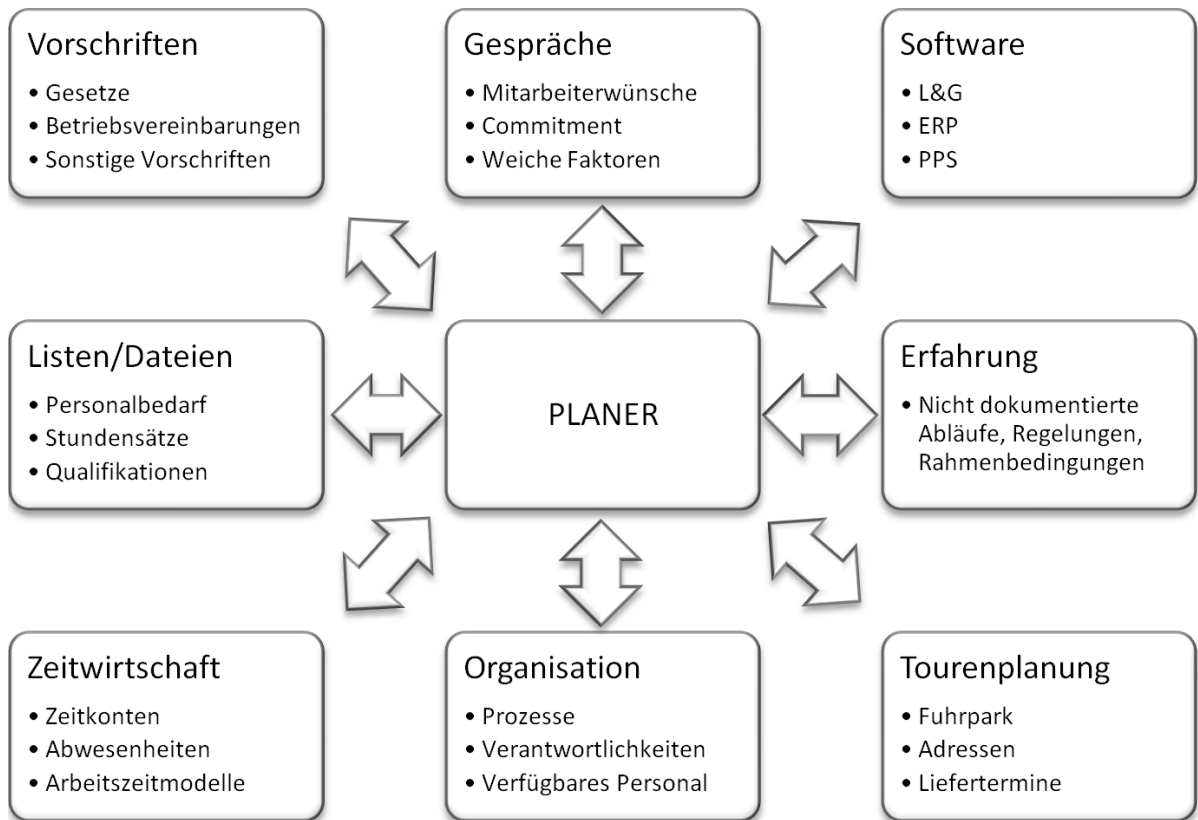 Vorschriften
• Gesetze
• Betriebsvereinbarungen
• Sonstige Vorschriften
Gespräche
• Mitarbeiterwünsche
• Commitment
• Weiche Faktoren
Software
• L&G
• ERP
• PPS
Listen/Dateien
• Personalbedarf
• Stundensätze
• Qualifikationen
PLANER
Erfahrung
• Nicht dokumentierte
Abläufe, Regelungen,
Rahmenbedingungen
Zeitwirtschaft
• Zeitkonten
• Abwesenheiten
• Arbeitszeitmodelle
Organisation
• Prozesse
• Verantwortlichkeiten
• Verfügbares Personal
Tourenplanung
• Fuhrpark
• Adressen
• Liefertermine